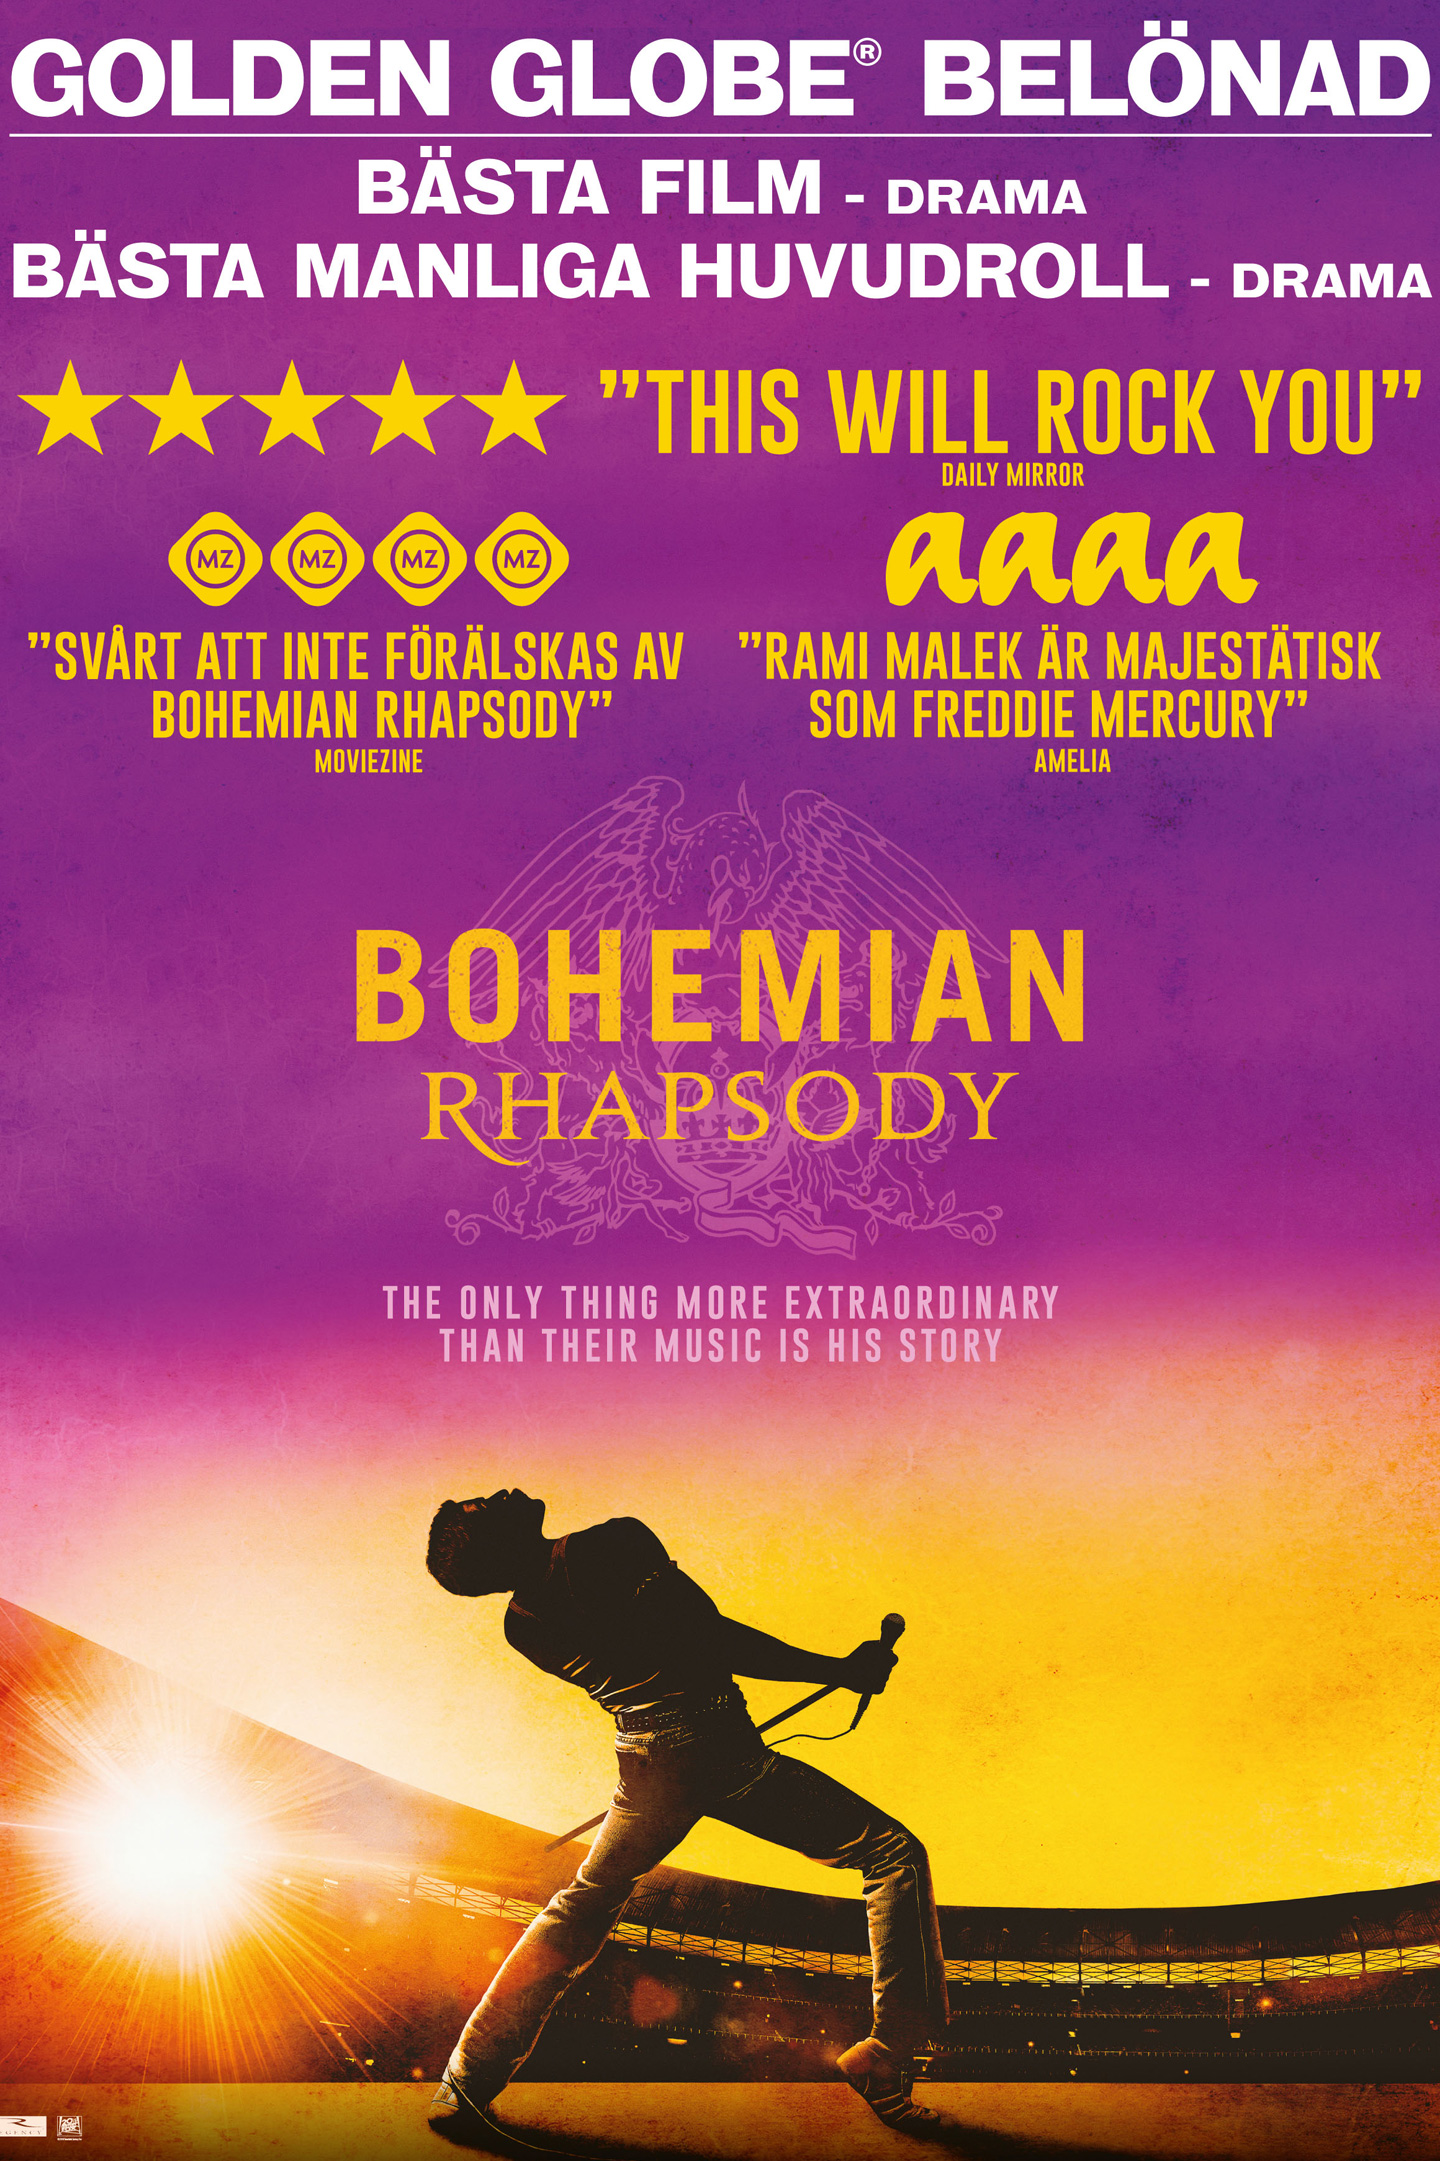 GOLDEN GLOBE® BELÖNAD
BÄSTA FILM - DRAMA
BÄSTA MANLIGA HUVUDROLL - DRAMA
”THIS WILL ROCK YOU”
DAILY MIRROR
MZ MZ MZ MZ
”SVÅRT ATT INTE FÖRÄLSKAS AV
BOHEMIAN RHAPSODY”
MOVIEZINE
aaaa
”RAMI MALEK ÄR MAJESTÄTISK
SOM FREDDIE MERCURY”
AMELIA
BOHEMIAN
RHAPSODY
THE ONLY THING MORE EXTRAORDINARY
THAN THEIR MUSIC IS HIS STORY